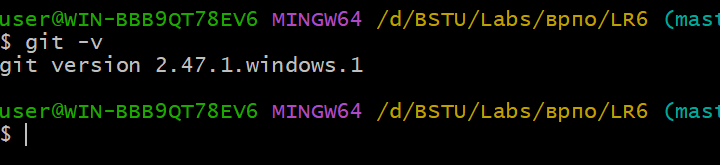 user@WIN-BBB9QT78EV6 MINGW64 /d/BSTU/Labs/врпо/LR6 (mast
$ git -v
git version 2.47.1.windows.1
user@WIN-BBB9QT78EV6 MINGW64 /d/BSTU/Labs/врпо/LR6 (mast
$